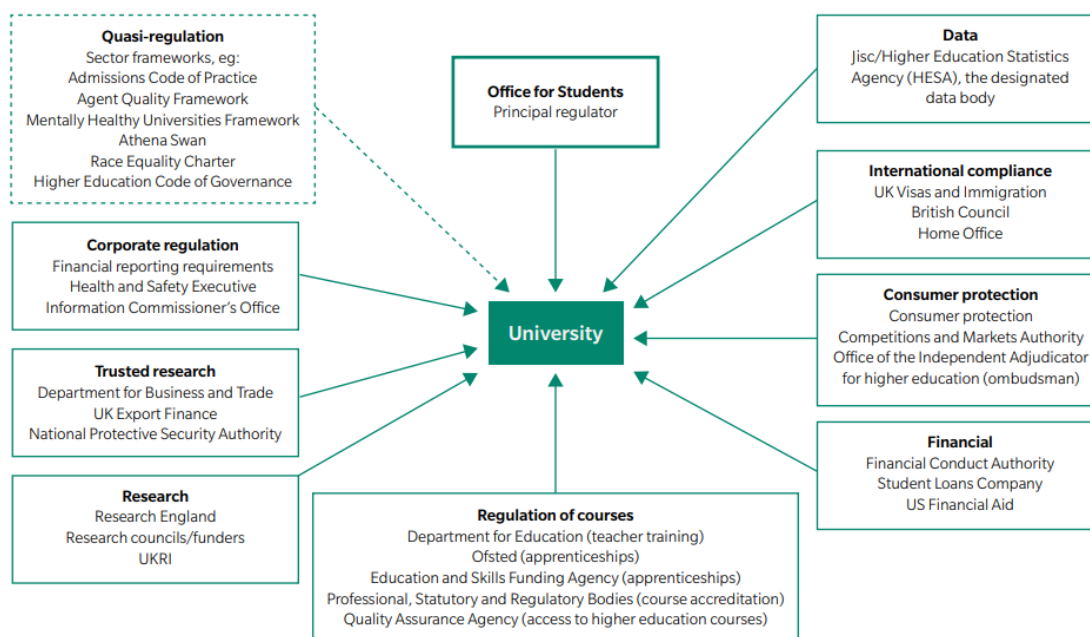 Quasi-regulation
Sector frameworks, eg:
Admissions Code of Practice
Agent Quality Framework
Mentally Healthy Universities Framework
Athena Swan
Race Equality Charter
Higher Education Code of Governance
Office for Students
Principal regulator
Data
Jisc/Higher Education Statistics
Agency (HESA), the designated
data body
International compliance
UK Visas and Immigration
British Council
Home Office
Corporate regulation
Financial reporting requirements
Health and Safety Executive
Information Commissioner's Office
University
Consumer protection
Consumer protection
Competitions and Markets Authority
Office of the Independent Adjudicator
for higher education (ombudsman)
Trusted research
Department for Business and Trade
UK Export Finance
National Protective Security Authority
Financial
Financial Conduct Authority
Student Loans Company
US Financial Aid
Research
Research England
Research councils/funders
UKRI
Regulation of courses
Department for Education (teacher training)
Ofsted (apprenticeships)
Education and Skills Funding Agency (apprenticeships)
Professional, Statutory and Regulatory Bodies (course accreditation)
Quality Assurance Agency (access to higher education courses)